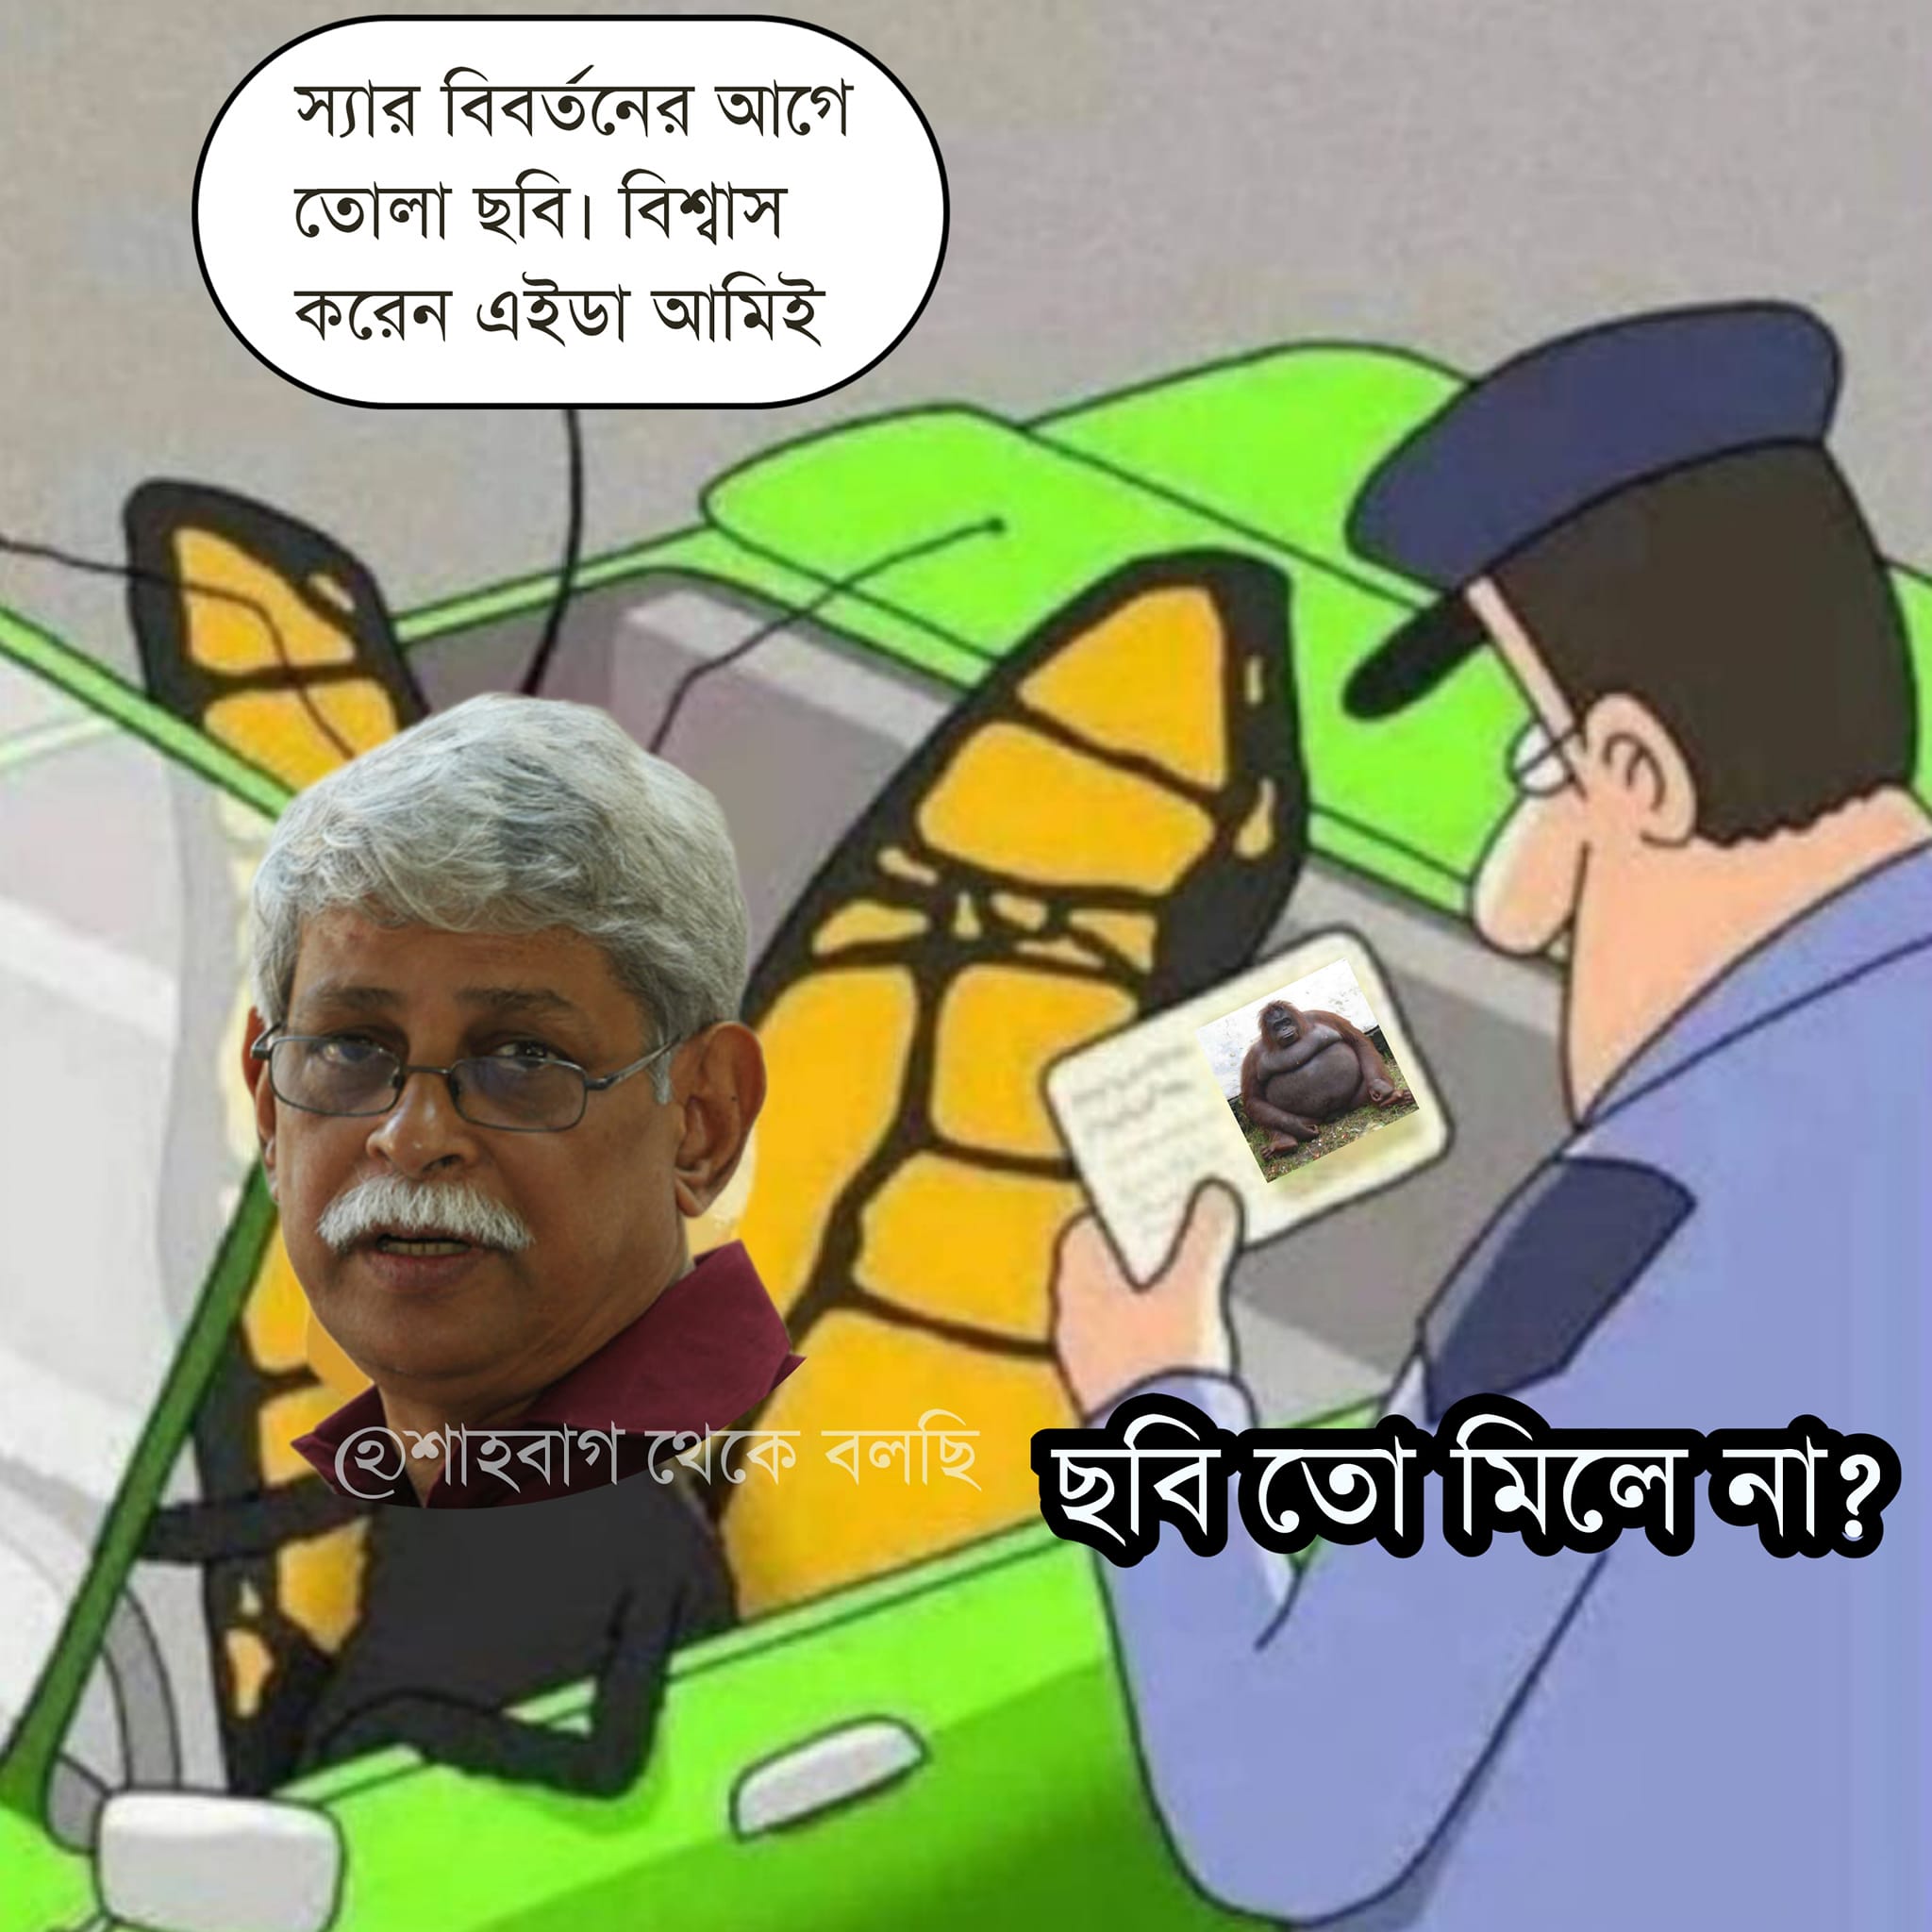 স্যার বিবর্তনের আগে
তোলা ছবি। বিশ্বাস
করেন এইডা আমিই
@শাহবাগ থেকে বলছি
ছবি তো মিলে না?